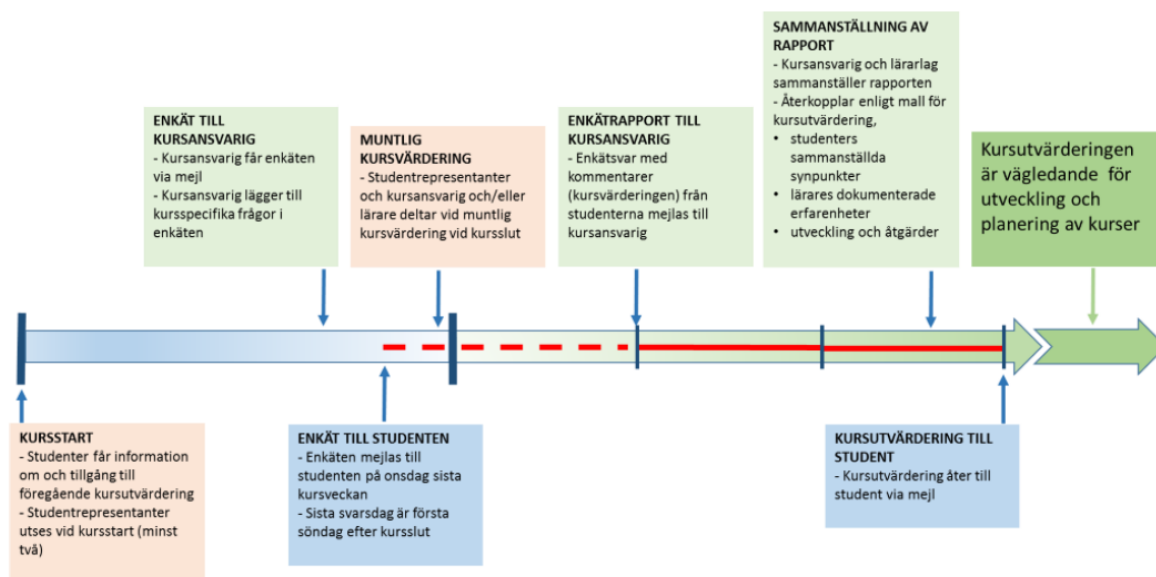 SAMMANSTÄLLNING AV
RAPPORT
- Kursansvarig och lärarlag
sammanställer rapporten
- Återkopplar enligt mall för
kursutvärdering,
• studenters
sammanställda
synpunkter
• lärares dokumenterade
erfarenheter
• utveckling och åtgärder
ENKÄT TILL
KURSANSVARIG
- Kursansvarig får enkäten
via mejl
- Kursansvarig lägger till
kursspecifika frågor i
enkäten
MUNTLIG
KURSVÄRDERING
- Studentrepresentanter
och kursansvarig och/eller
lärare deltar vid muntlig
kursvärdering vid kursslut
ENKÄTRAPPORT TILL
KURSANSVARIG
- Enkätsvar med
kommentarer
(kursvärderingen) från
studenterna mejlas till
kursansvarig
Kursutvärderingen
är vägledande för
utveckling och
planering av kurser
KURSSTART
- Studenter får information
om och tillgång till
föregående kursutvärdering
- Studentrepresentanter
utses vid kursstart (minst
två)
ENKÄT TILL STUDENTEN
- Enkäten mejlas till
studenten på onsdag sista
kursveckan
- Sista svarsdag är första
söndag efter kursslut
KURSUTVÄRDERING TILL
STUDENT
- Kursutvärdering åter till
student via mejl